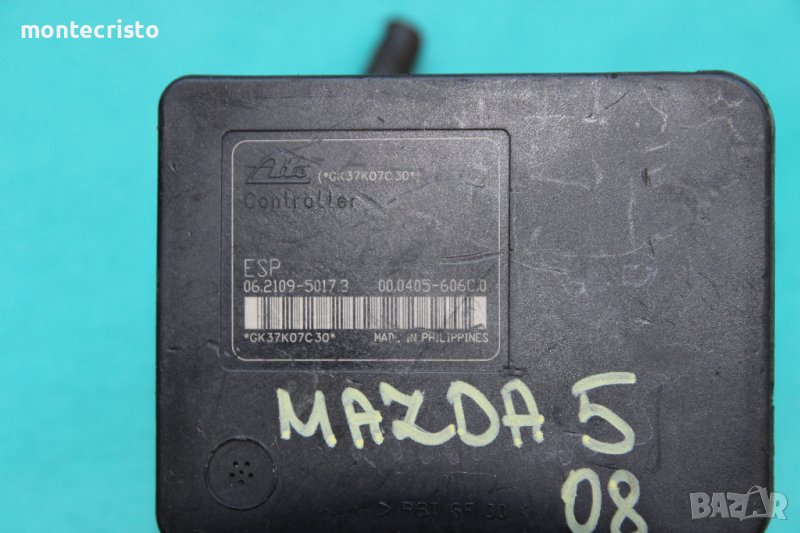 montecristo
Ate (*GK37K07C30*)
Controller
ESP
06.2109-5017.3 00.0405-606C.0
*GK37K07C30* MADE IN PHILIPPINES
MAZDA 5
08
BAZAR